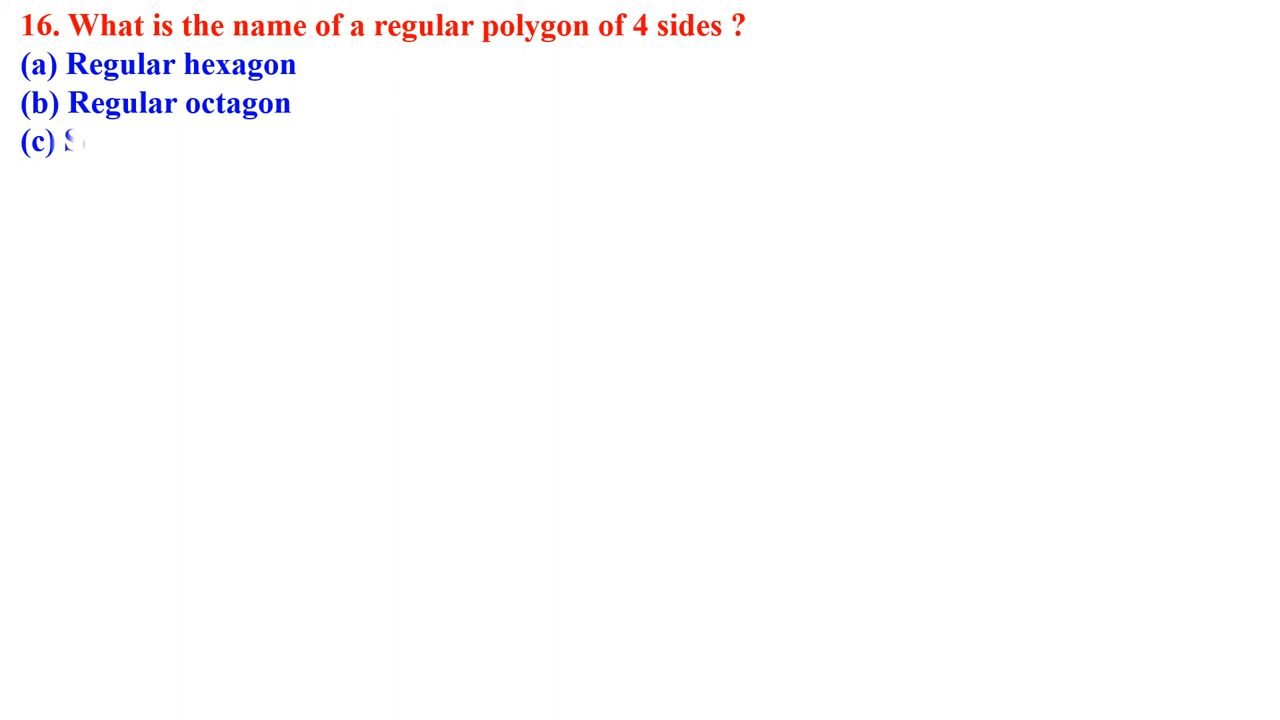 16. What is the name of a regular polygon of 4 sides ?
(a) Regular hexagon
(b) Regular octagon
(c)